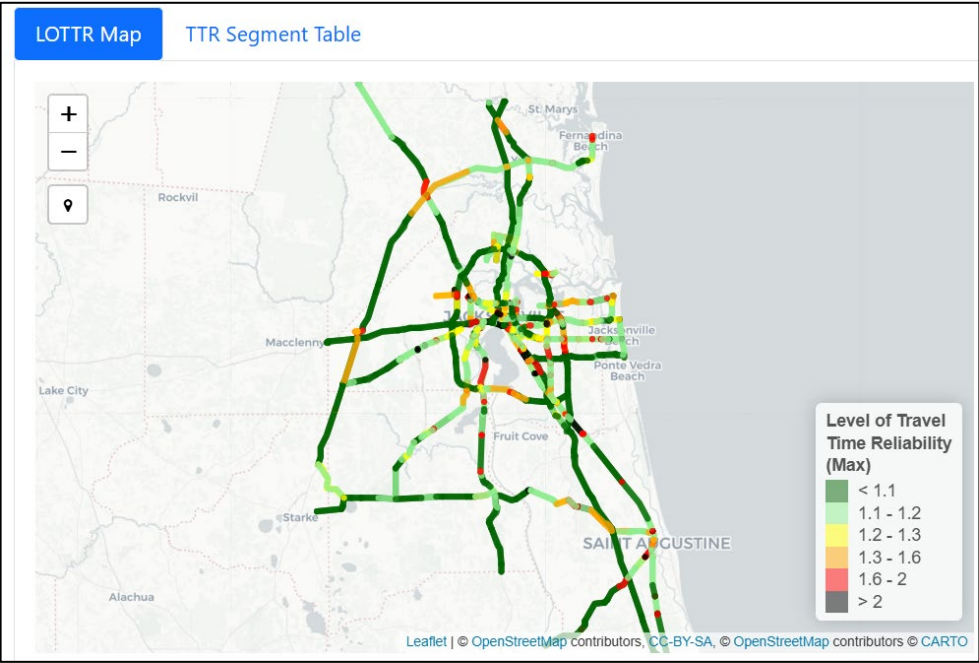 LOTTR Map
TTR Segment Table
+
−
St. Marys
Fernandina
Beach
Rockvil
Macclenny
Jacksonville
Beach
Ponte Vedra
Beach
Lake City
Fruit Cove
Starke
SAINT AUGUSTINE
Alachua
Level of Travel
Time Reliability
(Max)
< 1.1
1.1 - 1.2
1.2 - 1.3
1.3 - 1.6
1.6 - 2
> 2
Leaflet | © OpenStreetMap contributors, CC-BY-SA, © OpenStreetMap contributors © CARTO